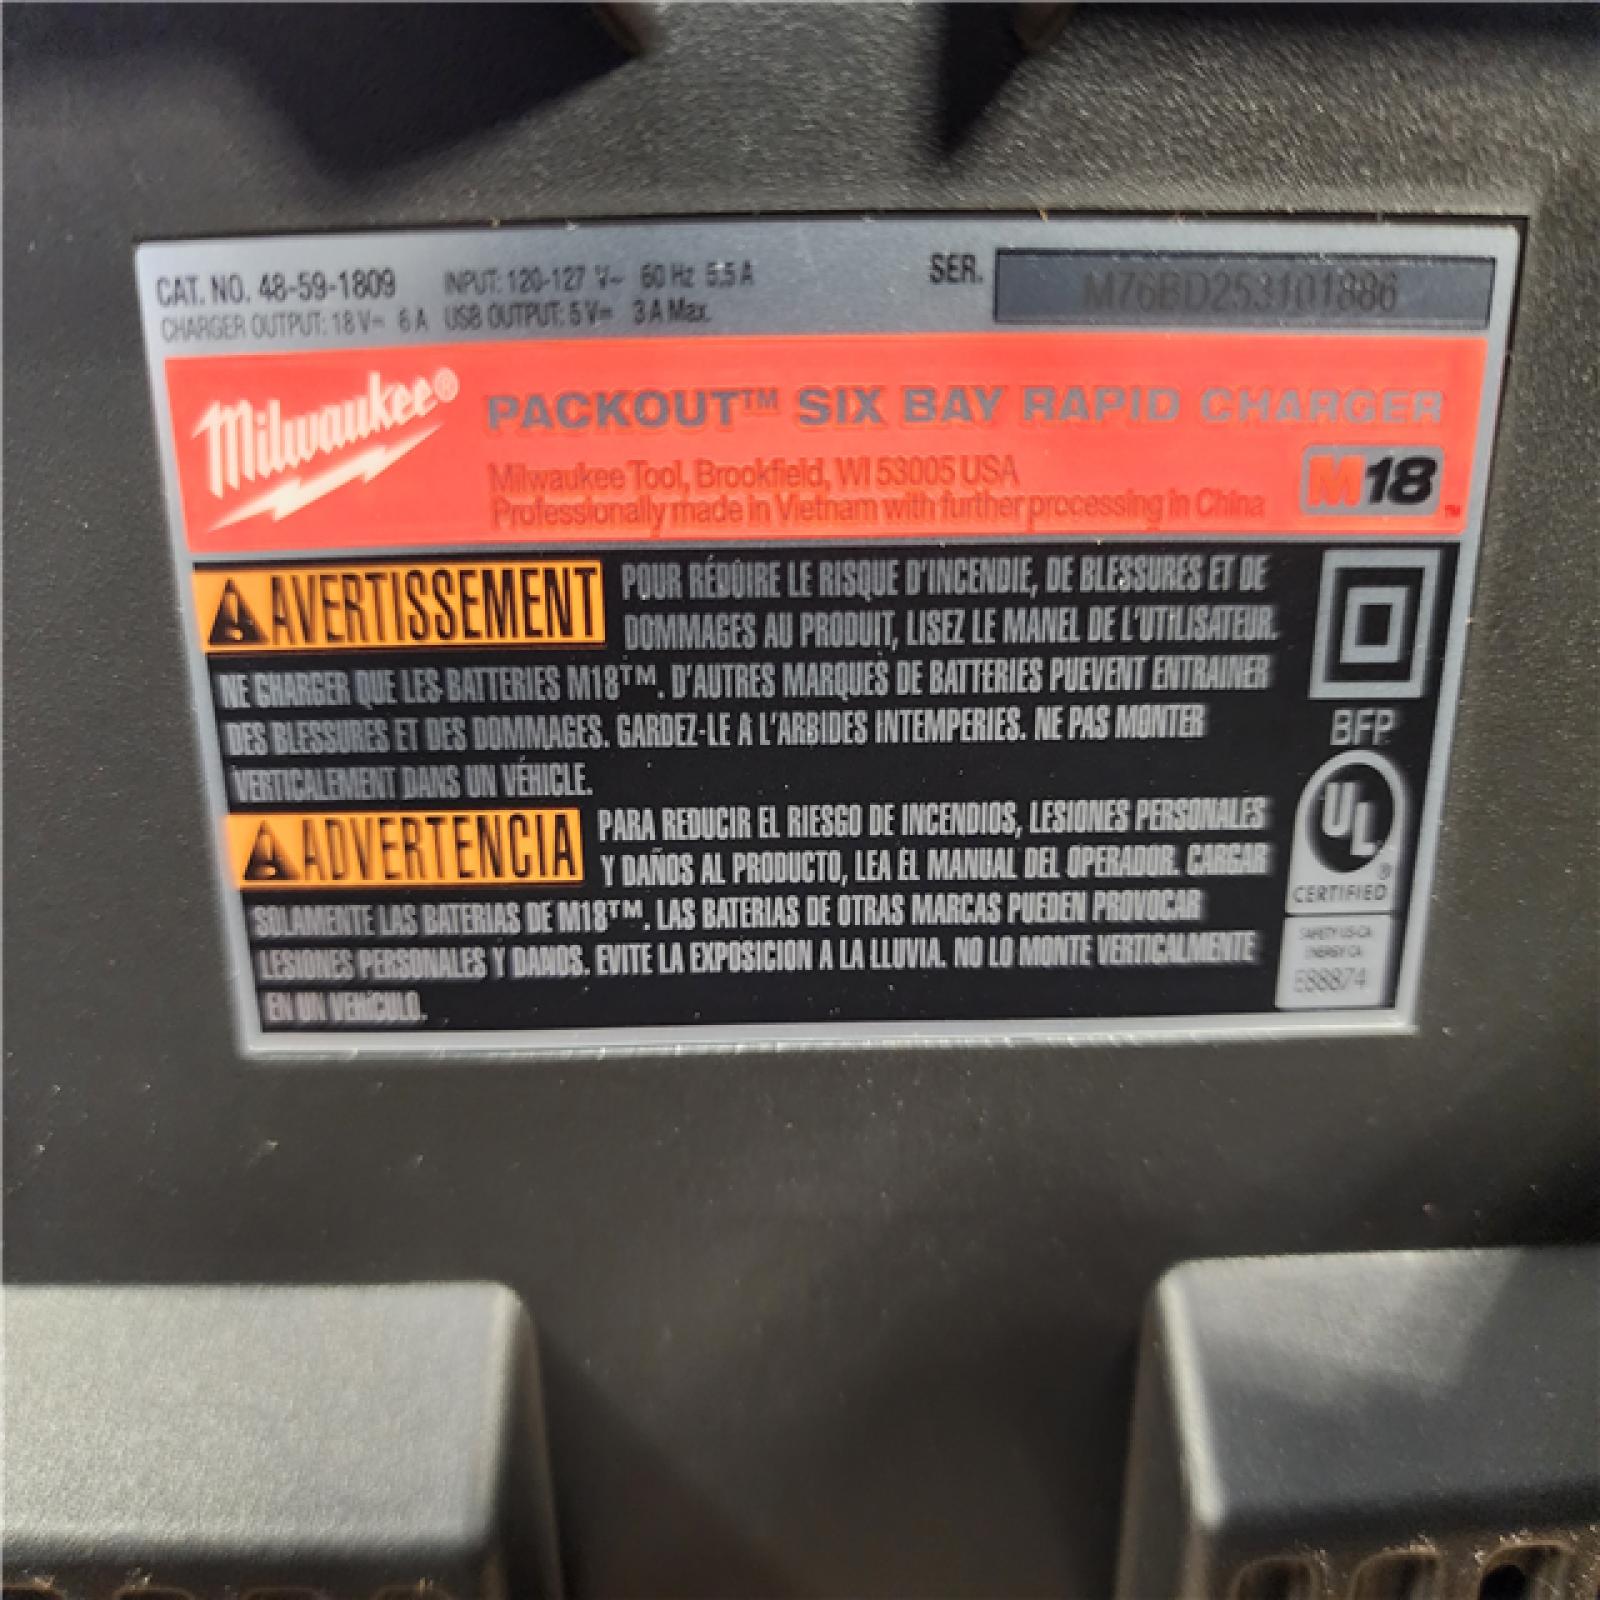 CAT. NO. 48-59-1809 INPUT: 120-127 V~ 60 Hz 5.5 A SER. M76BD253101886
CHARGER OUTPUT: 18 V⎓ 6 A USB OUTPUT: 5 V⎓ 3 A Max.
Milwaukee® PACKOUT™ SIX BAY RAPID CHARGER
Milwaukee Tool, Brookfield, WI 53005 USA
Professionally made in Vietnam with further processing in China
M18™
⚠AVERTISSEMENT POUR RÉDUIRE LE RISQUE D'INCENDIE, DE BLESSURES ET DE
DOMMAGES AU PRODUIT, LISEZ LE MANEL DE L'UTILISATEUR.
NE CHARGER QUE LES BATTERIES M18™. D'AUTRES MARQUES DE BATTERIES PUEVENT ENTRAINER
DES BLESSURES ET DES DOMMAGES. GARDEZ-LE A L'ARBIDES INTEMPERIES. NE PAS MONTER
VERTICALEMENT DANS UN VÉHICLE.
⚠ADVERTENCIA PARA REDUCIR EL RIESGO DE INCENDIOS, LESIONES PERSONALES
Y DAÑOS AL PRODUCTO, LEA EL MANUAL DEL OPERADOR. CARGAR
SOLAMENTE LAS BATERIAS DE M18™. LAS BATERIAS DE OTRAS MARCAS PUEDEN PROVOCAR
LESIONES PERSONALES Y DANOS. EVITE LA EXPOSICION A LA LLUVIA. NO LO MONTE VERTICALMENTE
EN UN VEHICULO.
BFP
UL®
CERTIFIED
SAFETY US-CA
ENERGY CA
E88874